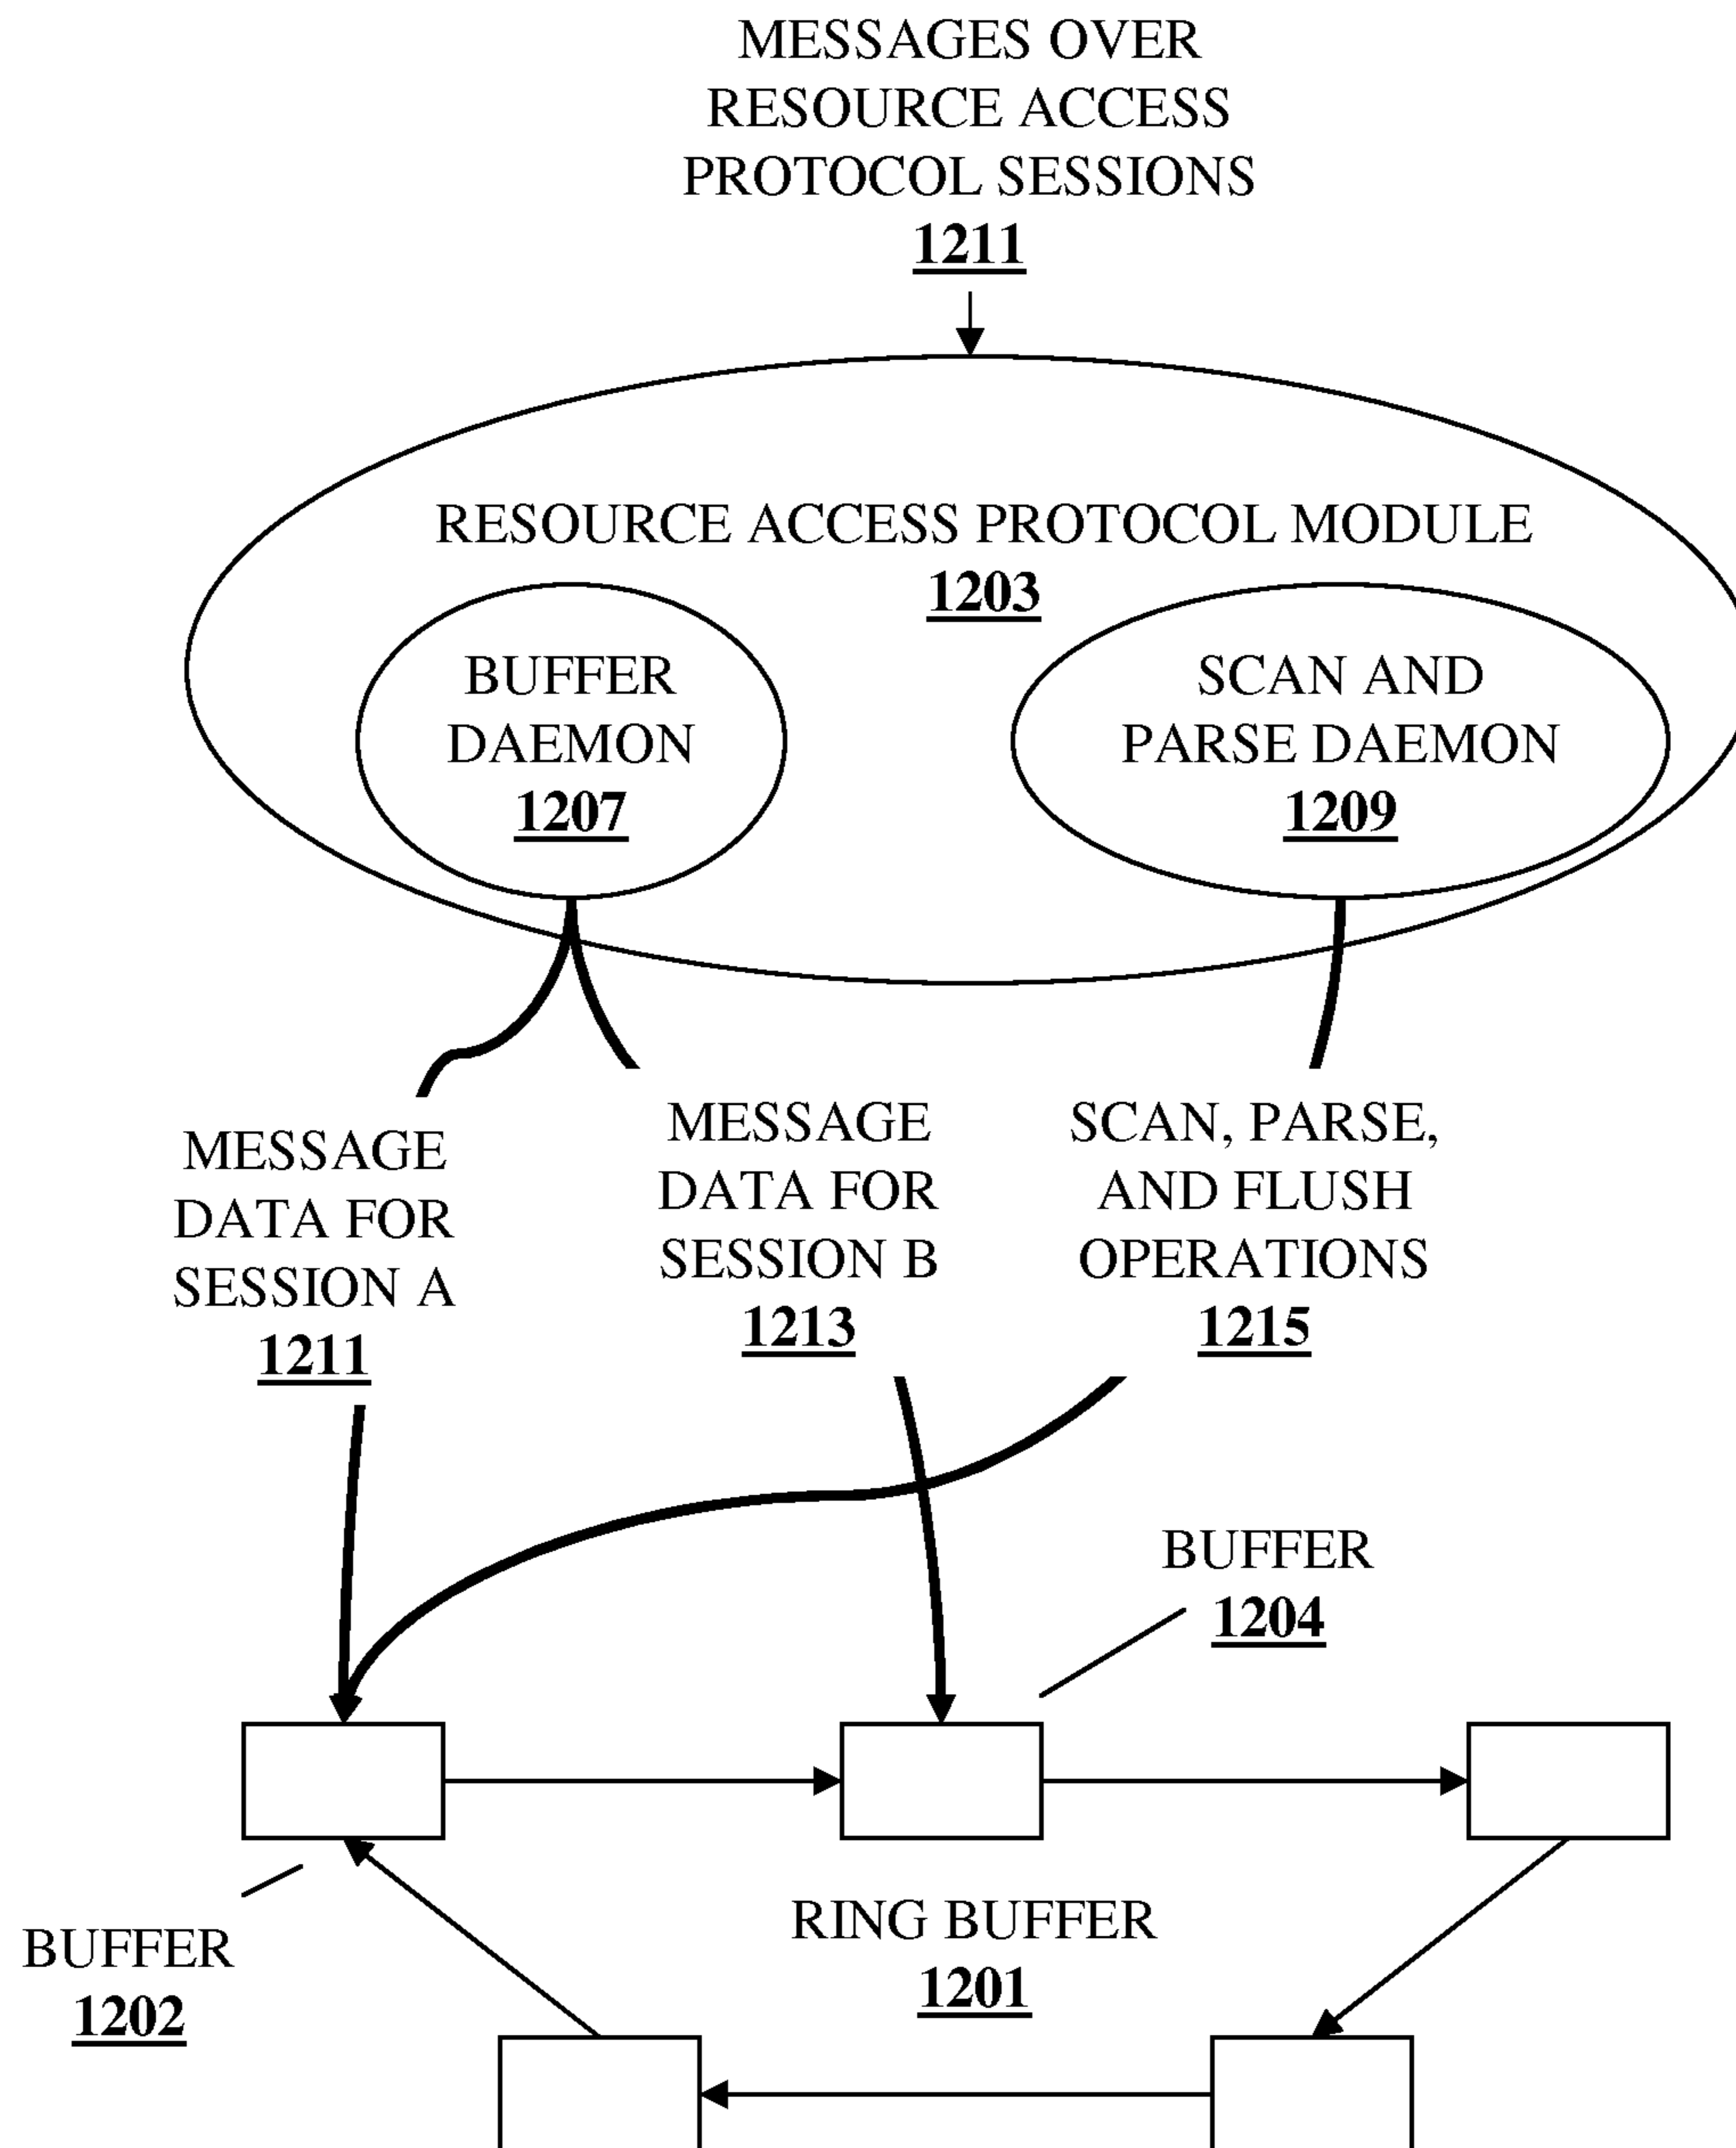 MESSAGES OVER
RESOURCE ACCESS
PROTOCOL SESSIONS
1211
RESOURCE ACCESS PROTOCOL MODULE
1203
BUFFER
DAEMON
1207
SCAN AND
PARSE DAEMON
1209
MESSAGE
DATA FOR
SESSION A
1211
MESSAGE
DATA FOR
SESSION B
1213
SCAN, PARSE,
AND FLUSH
OPERATIONS
1215
BUFFER
1204
BUFFER
1202
RING BUFFER
1201